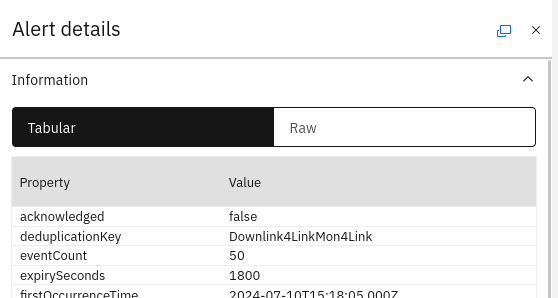 Alert details
Information
Tabular Raw
Property Value
acknowledged false
deduplicationKey Downlink4LinkMon4Link
eventCount 50
expirySeconds 1800
firstOccurrenceTime 2024-07-10T15:18:05.000Z